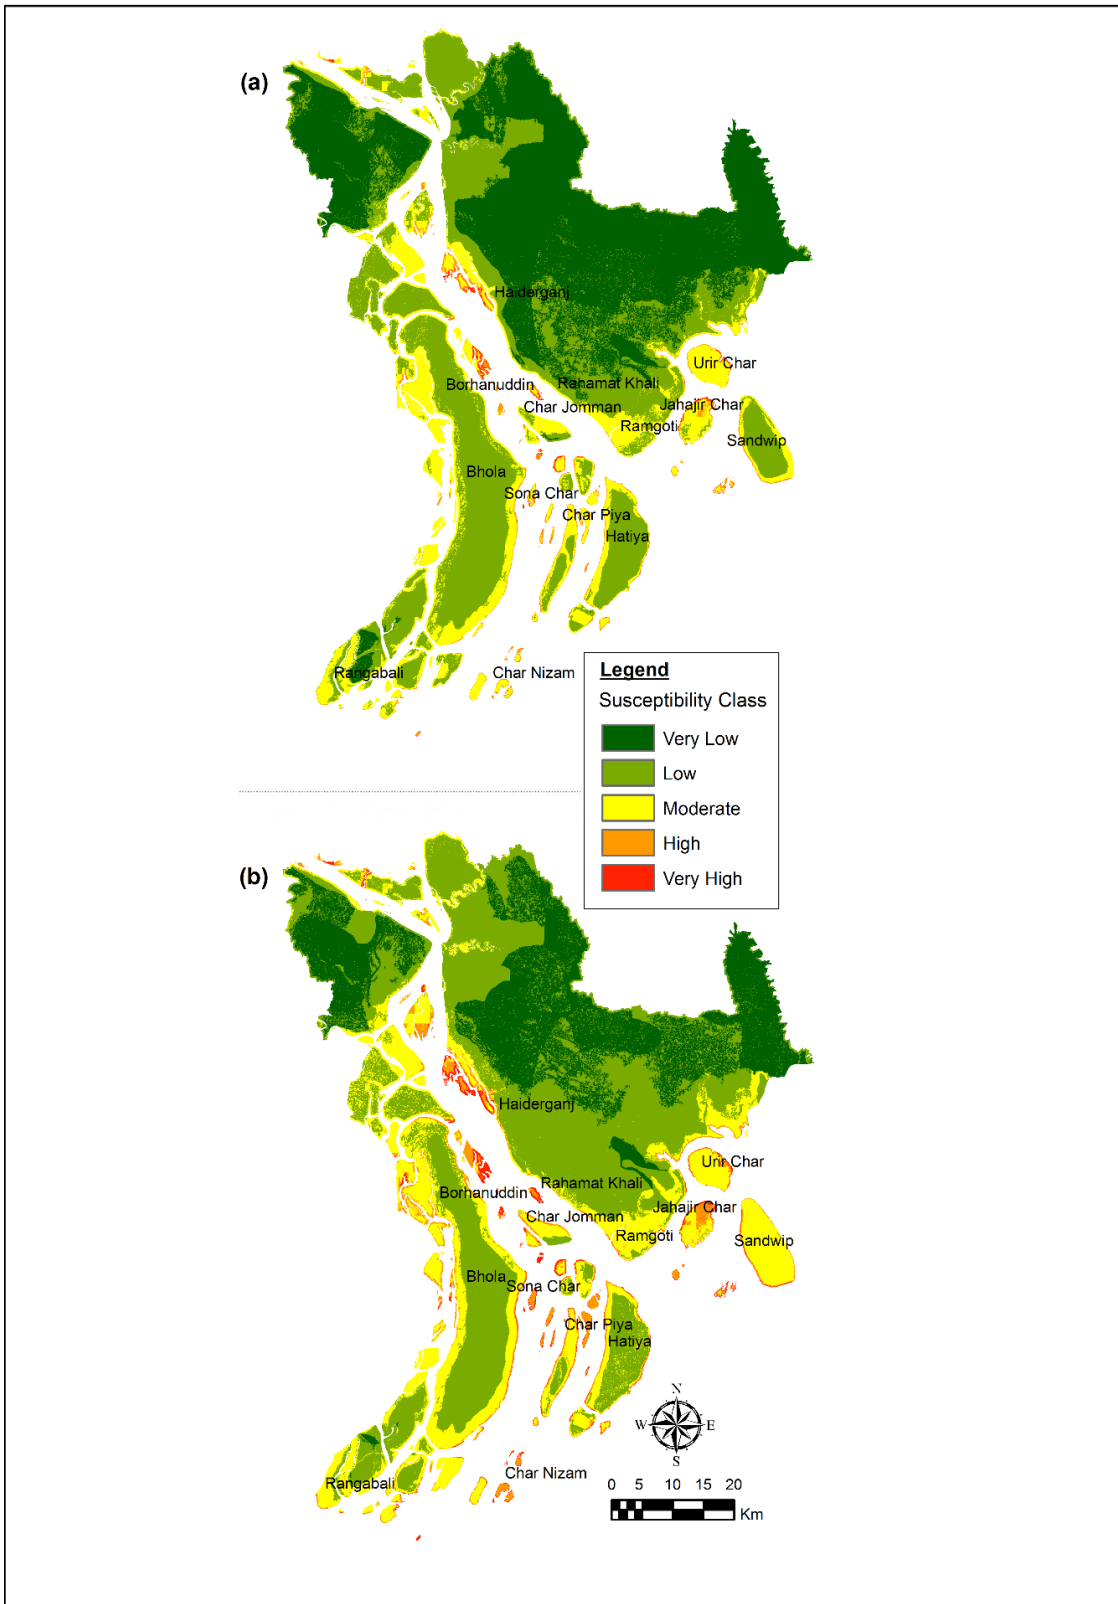 (a)
Haiderganj
Urir Char
Borhanuddin
Rahamat Khali
Char Jomman
Jahajir Char
Ramgoti
Sandwip
Bhola
Sona Char
Char Piya
Hatiya
Rangabali
Char Nizam
Legend
Susceptibility Class
Very Low
Low
Moderate
High
Very High
(b)
Haiderganj
Urir Char
Rahamat Khali
Borhanuddin
Jahajir Char
Char Jomman
Ramgoti
Sandwip
Bhola
Sona Char
Char Piya
Hatiya
N
W E
S
Char Nizam
Rangabali
0 5 10 15 20
Km